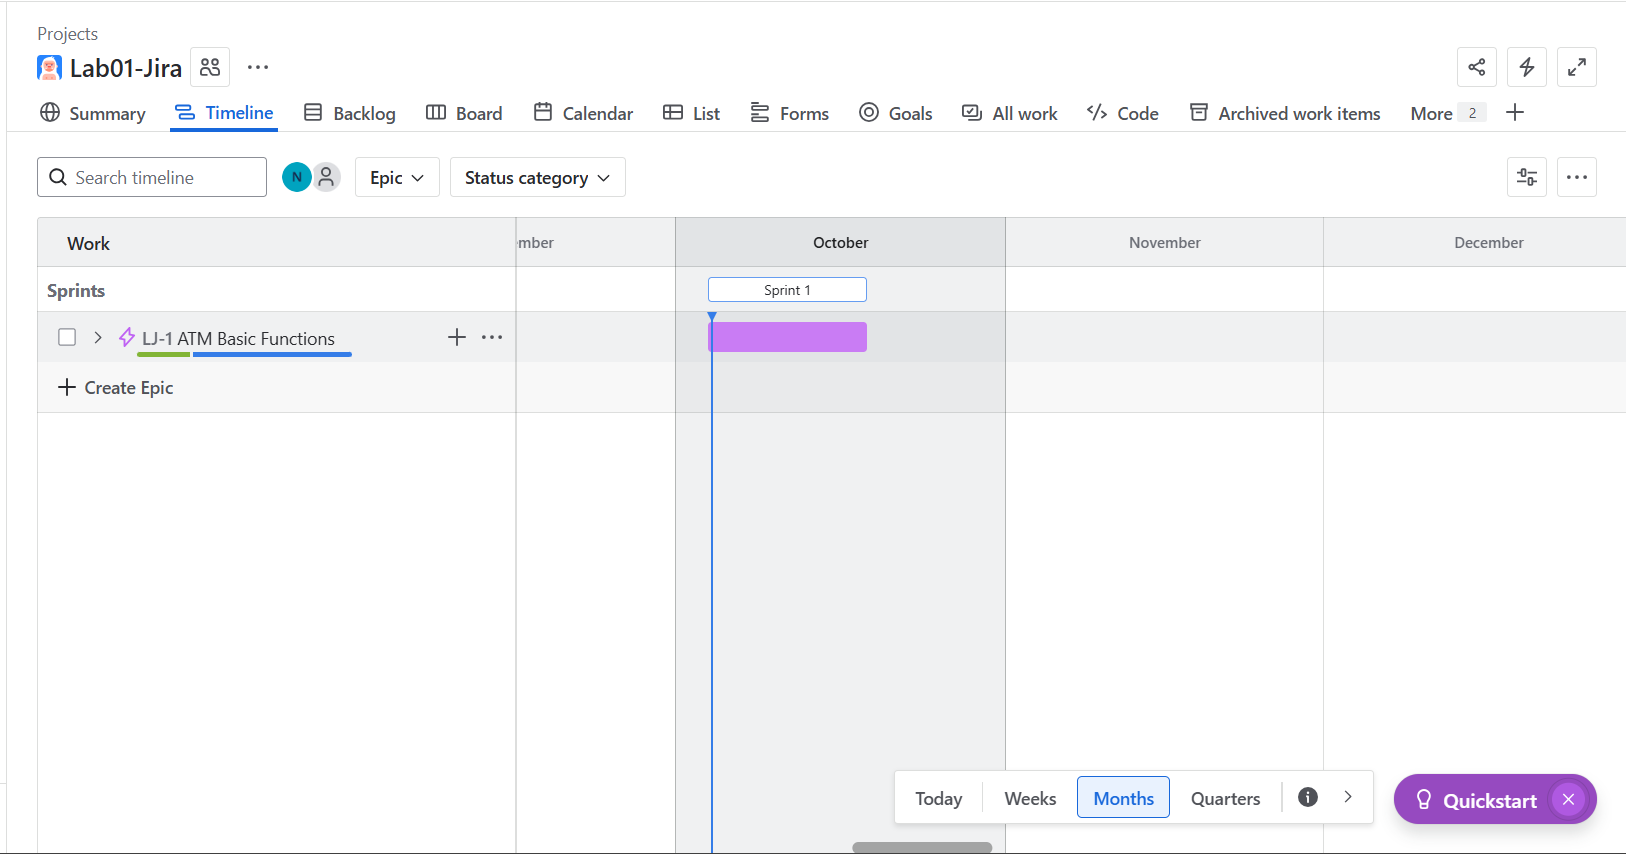 Projects
Lab01-Jira
Summary Timeline Backlog Board Calendar List Forms Goals All work Code Archived work items More 2
Search timeline N Epic Status category
Work mber October November December
Sprints Sprint 1
LJ-1 ATM Basic Functions
Create Epic
Today Weeks Months Quarters Quickstart